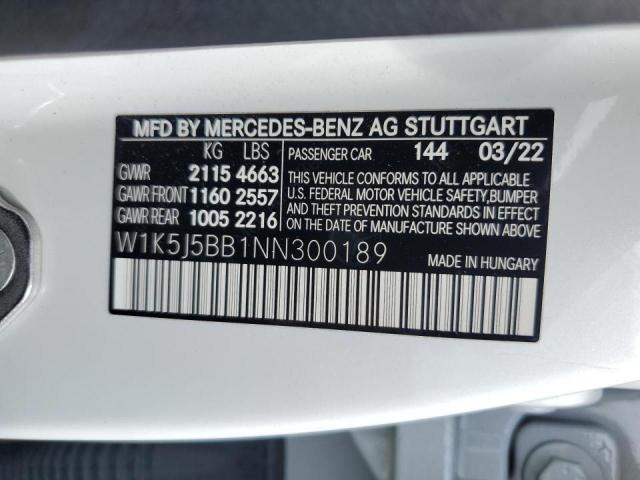 MFD BY MERCEDES-BENZ AG STUTTGART
KG LBS
GVWR 2115 4663
GAWR FRONT 1160 2557
GAWR REAR 1005 2216
PASSENGER CAR 144 03/22
THIS VEHICLE CONFORMS TO ALL APPLICABLE
U.S. FEDERAL MOTOR VEHICLE SAFETY, BUMPER
AND THEFT PREVENTION STANDARDS IN EFFECT
ON THE DATE OF MANUFACTURE SHOWN ABOVE.
W1K5J5BB1NN300189
MADE IN HUNGARY